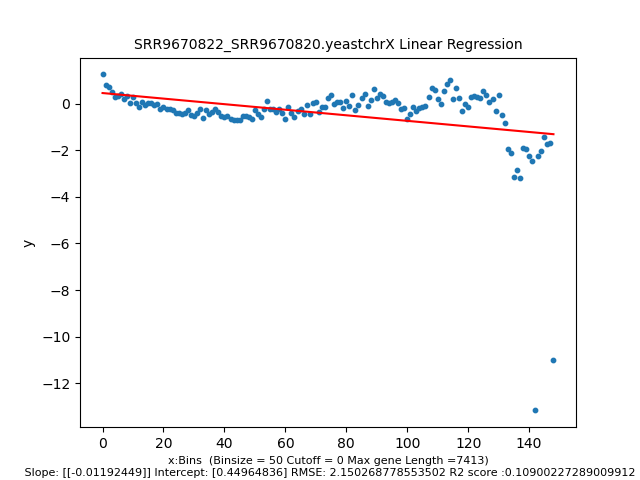 SRR9670822_SRR9670820.yeastchrX Linear Regression
0
−2
−4
−6
−8
−10
−12
y
0 20 40 60 80 100 120 140
x:Bins  (Binsize = 50 Cutoff = 0 Max gene Length =7413)
Slope: [[-0.01192449]] Intercept: [0.44964836] RMSE: 2.150268778553502 R2 score :0.10900227289009912